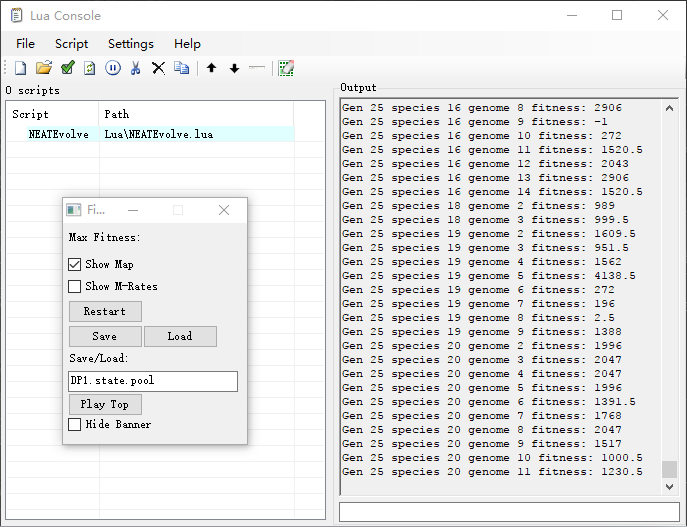 Lua Console
File Script Settings Help
0 scripts
Script Path
NEATEvolve Lua\NEATEvolve.lua
Fi...
Max Fitness:
Show Map
Show M-Rates
Restart
Save Load
Save/Load:
DP1.state.pool
Play Top
Hide Banner
Output
Gen 25 species 16 genome 8 fitness: 2906
Gen 25 species 16 genome 9 fitness: -1
Gen 25 species 16 genome 10 fitness: 272
Gen 25 species 16 genome 11 fitness: 1520.5
Gen 25 species 16 genome 12 fitness: 2043
Gen 25 species 16 genome 13 fitness: 2906
Gen 25 species 16 genome 14 fitness: 1520.5
Gen 25 species 18 genome 2 fitness: 989
Gen 25 species 18 genome 3 fitness: 999.5
Gen 25 species 19 genome 2 fitness: 1609.5
Gen 25 species 19 genome 3 fitness: 951.5
Gen 25 species 19 genome 4 fitness: 1562
Gen 25 species 19 genome 5 fitness: 4138.5
Gen 25 species 19 genome 6 fitness: 272
Gen 25 species 19 genome 7 fitness: 196
Gen 25 species 19 genome 8 fitness: 2.5
Gen 25 species 19 genome 9 fitness: 1388
Gen 25 species 20 genome 2 fitness: 1996
Gen 25 species 20 genome 3 fitness: 2047
Gen 25 species 20 genome 4 fitness: 2047
Gen 25 species 20 genome 5 fitness: 1996
Gen 25 species 20 genome 6 fitness: 1391.5
Gen 25 species 20 genome 7 fitness: 1768
Gen 25 species 20 genome 8 fitness: 2047
Gen 25 species 20 genome 9 fitness: 1517
Gen 25 species 20 genome 10 fitness: 1000.5
Gen 25 species 20 genome 11 fitness: 1230.5